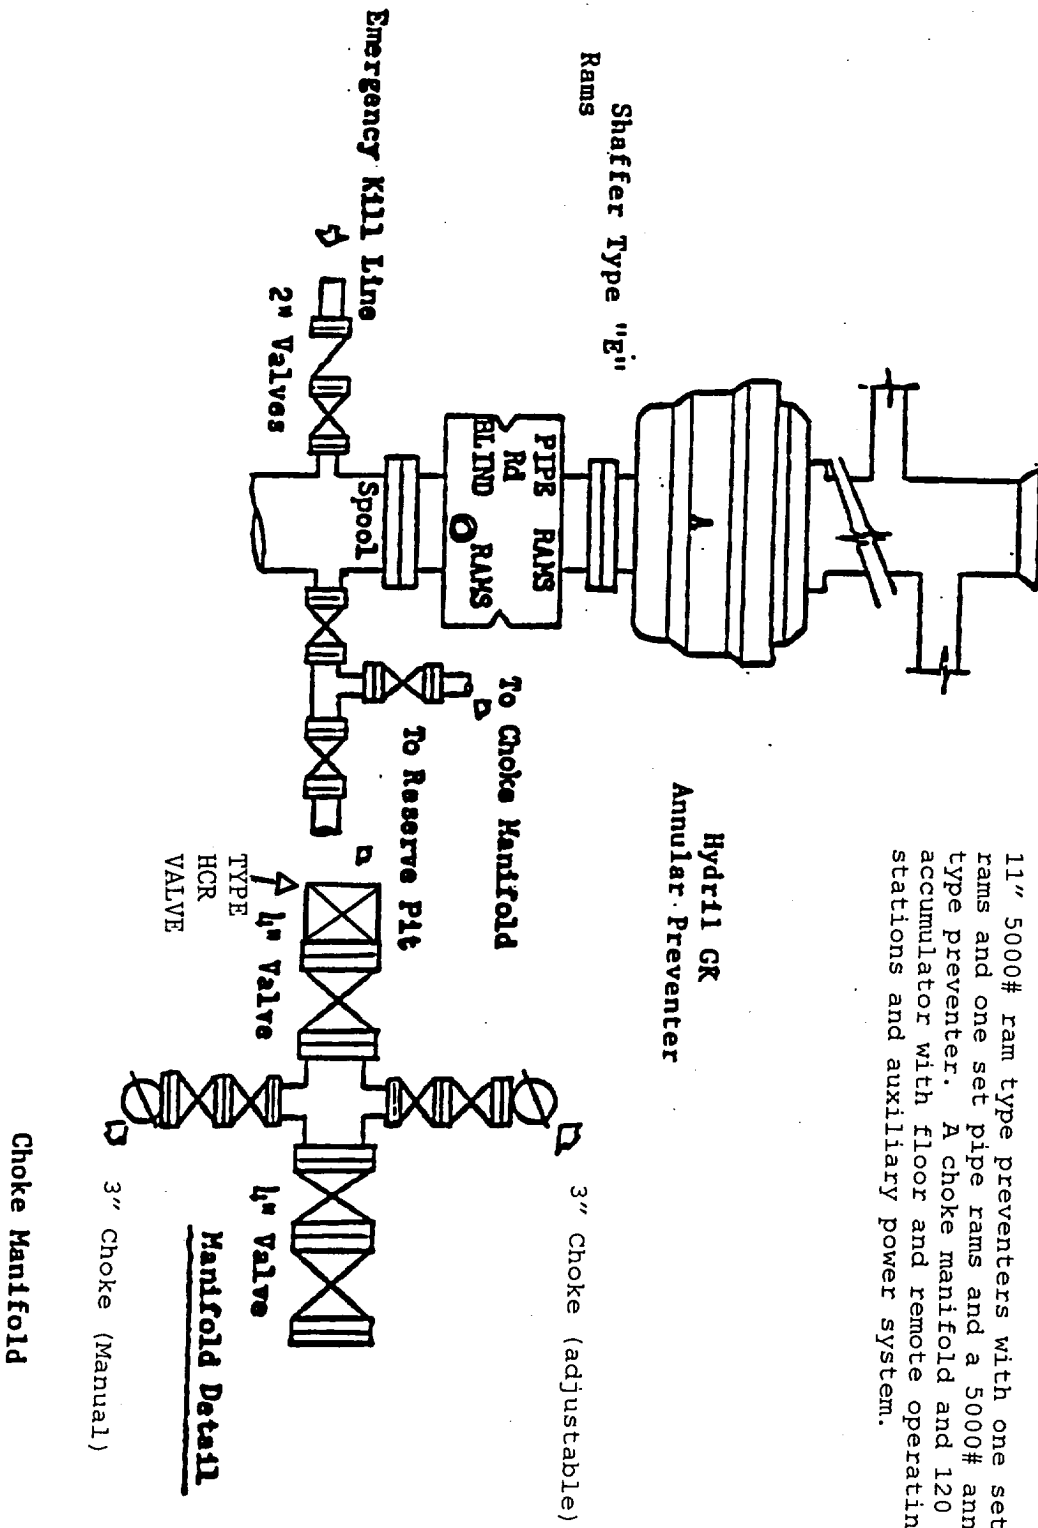 11" 5000# ram type preventers with one set
rams and one set pipe rams and a 5000# ann
type preventer. A choke manifold and 120
accumulator with floor and remote operatin
stations and auxiliary power system.
Hydril GK
Annular Preventer
Shaffer Type "E"
Rams
PIPE RAMS
Rd
BLIND RAMS
Spool
Emergency Kill Line
2" Valves
To Choke Manifold
To Reserve Pit
TYPE
HCR
VALVE
4" Valve
4" Valve
3" Choke (adjustable)
3" Choke (Manual)
Manifold Detail
Choke Manifold